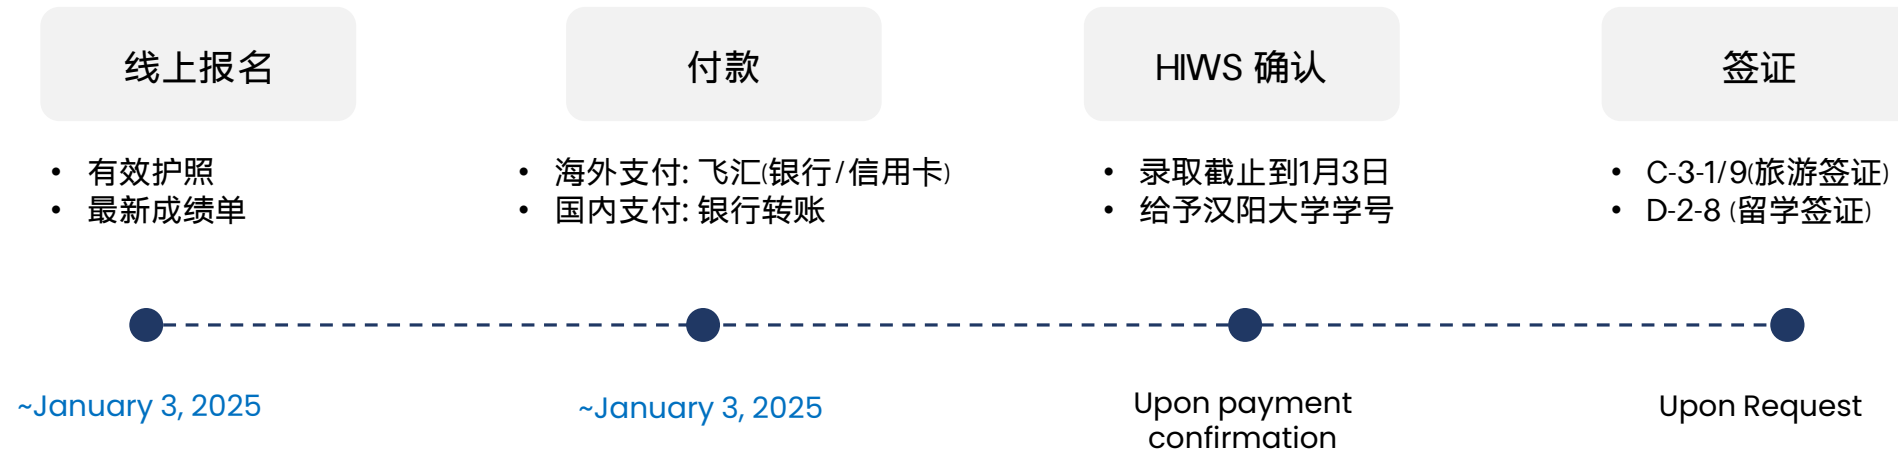 线上报名
• 有效护照
• 最新成绩单
~January 3, 2025
付款
• 海外支付: 飞汇(银行/信用卡)
• 国内支付: 银行转账
~January 3, 2025
HIWS 确认
• 录取截止到1月3日
• 给予汉阳大学学号
Upon payment
confirmation
签证
• C-3-1/9(旅游签证)
• D-2-8 (留学签证)
Upon Request